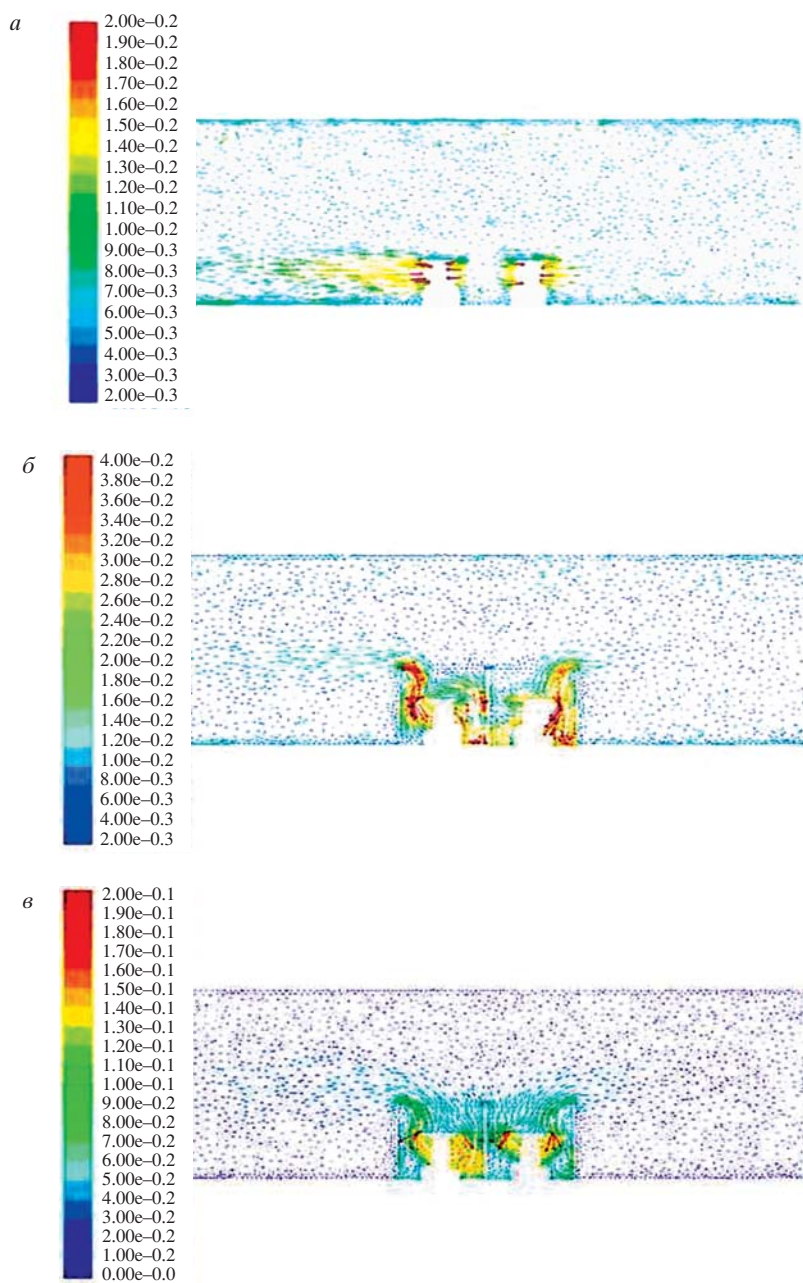 а
2.00e–0.2
1.90e–0.2
1.80e–0.2
1.70e–0.2
1.60e–0.2
1.50e–0.2
1.40e–0.2
1.30e–0.2
1.20e–0.2
1.10e–0.2
1.00e–0.2
9.00e–0.3
8.00e–0.3
7.00e–0.3
6.00e–0.3
5.00e–0.3
4.00e–0.3
3.00e–0.3
2.00e–0.3
б
4.00e–0.2
3.80e–0.2
3.60e–0.2
3.40e–0.2
3.20e–0.2
3.00e–0.2
2.80e–0.2
2.60e–0.2
2.40e–0.2
2.20e–0.2
2.00e–0.2
1.80e–0.2
1.60e–0.2
1.40e–0.2
1.20e–0.2
1.00e–0.2
8.00e–0.3
6.00e–0.3
4.00e–0.3
2.00e–0.3
в
2.00e–0.1
1.90e–0.1
1.80e–0.1
1.70e–0.1
1.60e–0.1
1.50e–0.1
1.40e–0.1
1.30e–0.1
1.20e–0.1
1.10e–0.1
1.00e–0.1
9.00e–0.2
8.00e–0.2
7.00e–0.2
6.00e–0.2
5.00e–0.2
4.00e–0.2
3.00e–0.2
2.00e–0.2
1.00e–0.2
0.00e–0.0